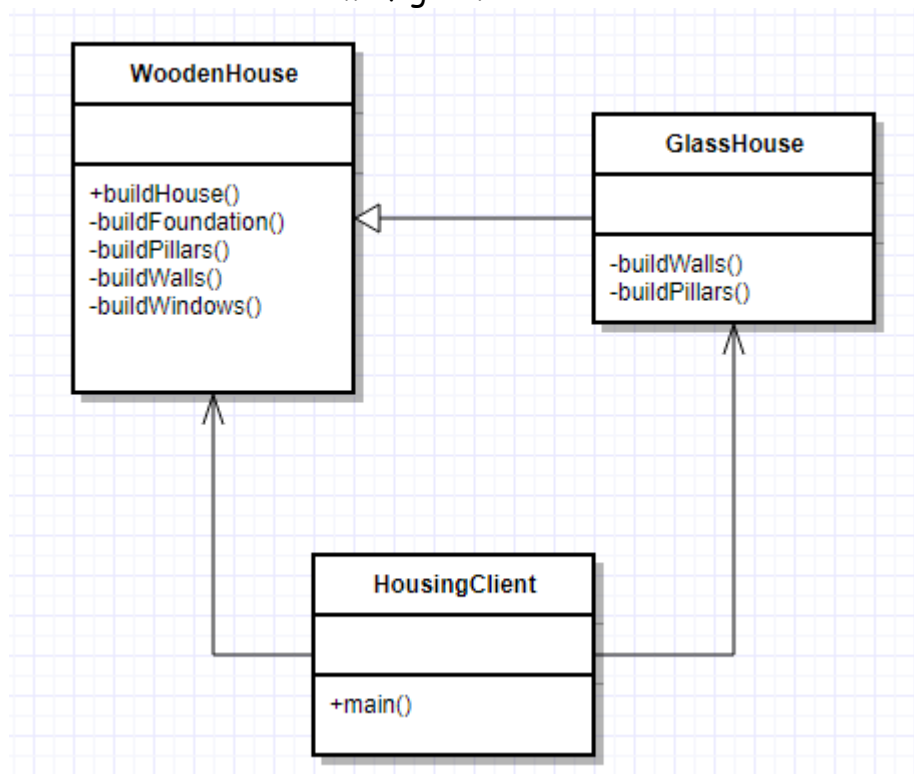 WoodenHouse
+buildHouse()
-buildFoundation()
-buildPillars()
-buildWalls()
-buildWindows()
GlassHouse
-buildWalls()
-buildPillars()
HousingClient
+main()